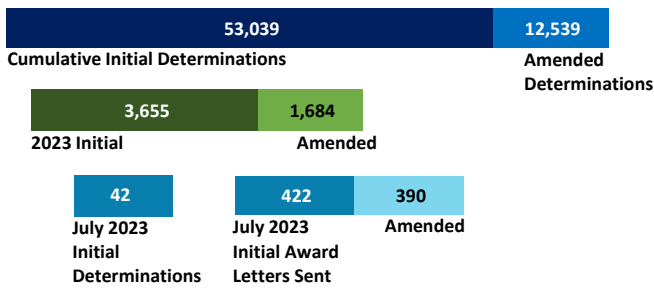 53,039 12,539
Cumulative Initial Determinations Amended
Determinations
3,655 1,684
2023 Initial Amended
42 422 390
July 2023 July 2023 Amended
Initial Initial Award
Determinations Letters Sent